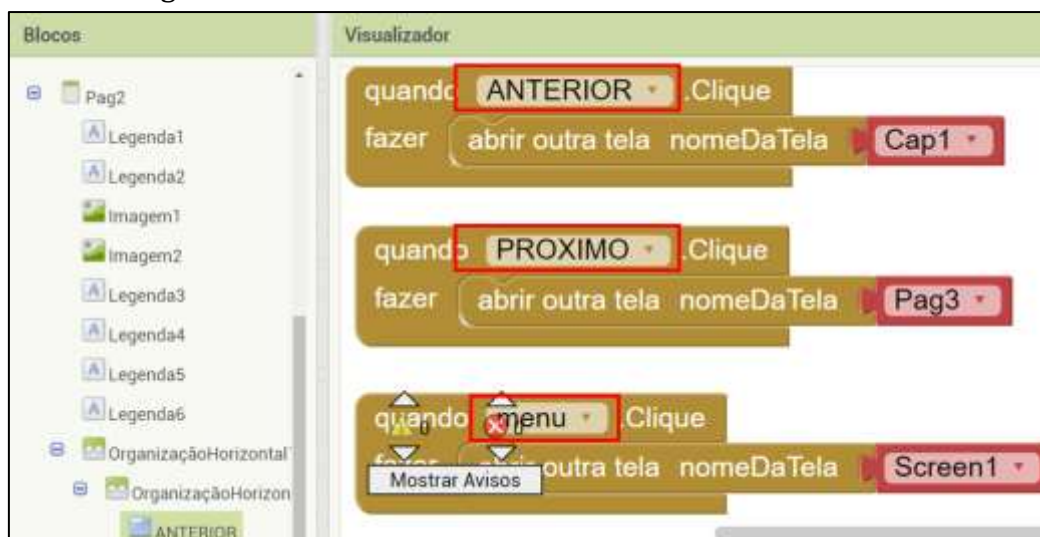 Blocos
Pag2
Legenda1
Legenda2
Imagem1
Imagem2
Legenda3
Legenda4
Legenda5
Legenda6
OrganizaçãoHorizontal
OrganizaçãoHorizon
ANTERIOR
Visualizador
quando ANTERIOR .Clique
fazer abrir outra tela nomeDaTela Cap1
quando PROXIMO .Clique
fazer abrir outra tela nomeDaTela Pag3
quando menu .Clique
0 0
outra tela nomeDaTela Screen1
Mostrar Avisos